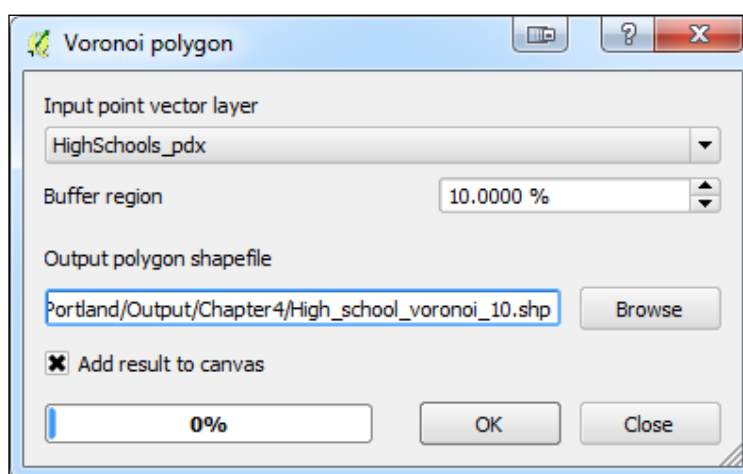 Voronoi polygon
Input point vector layer
HighSchools_pdx
Buffer region 10.0000 %
Output polygon shapefile
Portland/Output/Chapter4/High_school_voronoi_10.shp Browse
Add result to canvas
0% OK Close